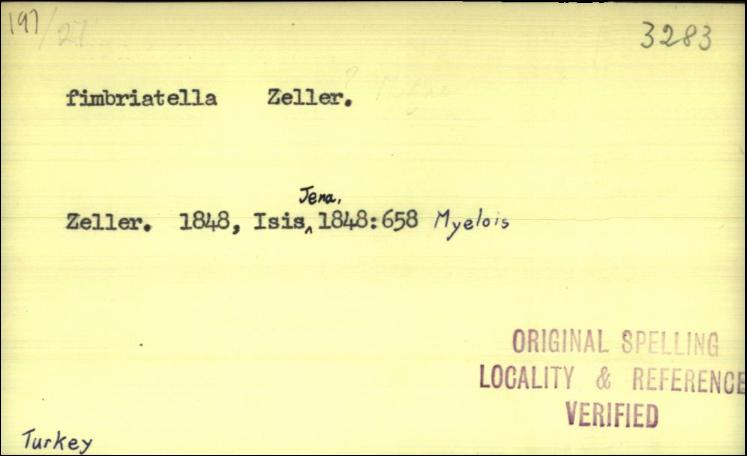 197/27 3283
fimbriatella Zeller.
Zeller. 1848, Isis, Jena, 1848:658 Myelois
ORIGINAL SPELLING
LOCALITY & REFERENCE
VERIFIED
Turkey